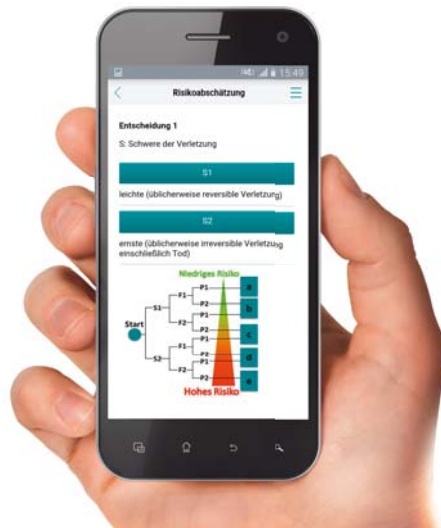 15:49
Risikoabschätzung
Entscheidung 1
S: Schwere der Verletzung
S1
leichte (üblicherweise reversible Verletzung)
S2
ernste (üblicherweise irreversible Verletzung
einschließlich Tod)
Niedriges Risiko
P1
a
F1
P2
b
S1
P1
F2
P2
c
Start
P1
F1
S2
P2
d
P1
F2
P2
e
Hohes Risiko